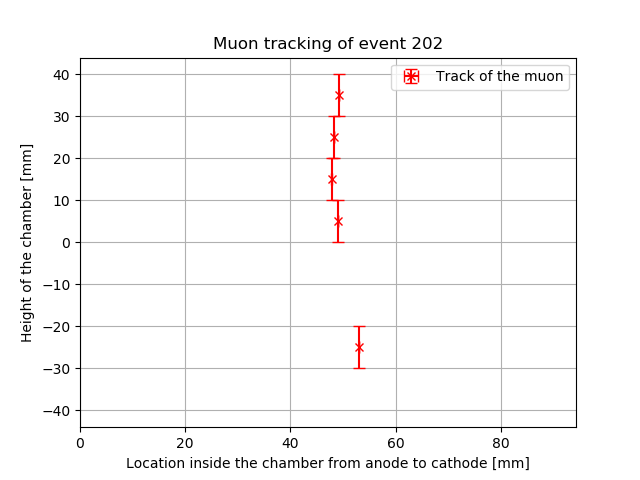 Muon tracking of event 202
Track of the muon
Height of the chamber [mm]
40
30
20
10
0
−10
−20
−30
−40
0 20 40 60 80
Location inside the chamber from anode to cathode [mm]